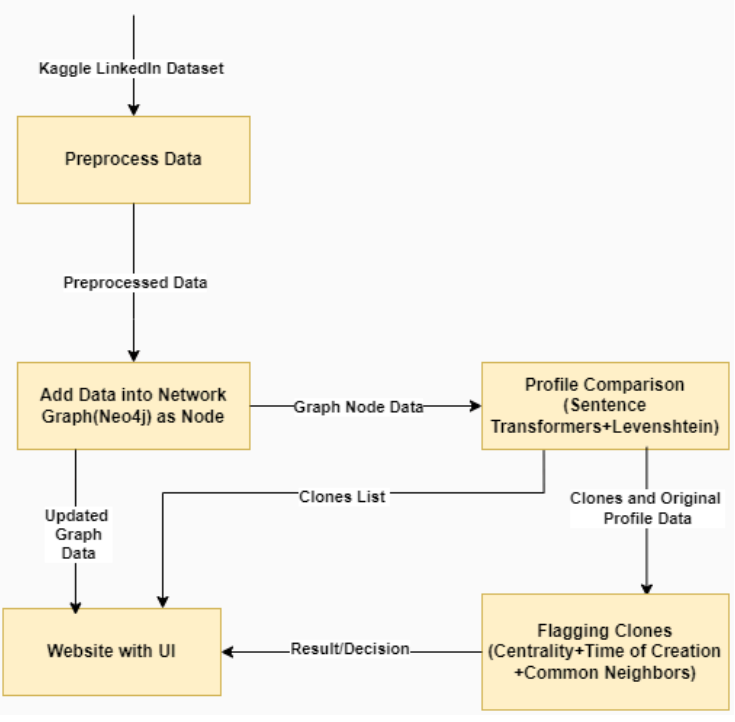 Kaggle LinkedIn Dataset
Preprocess Data
Preprocessed Data
Add Data into Network
Graph(Neo4j) as Node
Graph Node Data
Profile Comparison
(Sentence
Transformers+Levenshtein)
Clones List
Clones and Original
Profile Data
Updated
Graph
Data
Website with UI
Result/Decision
Flagging Clones
(Centrality+Time of Creation
+Common Neighbors)